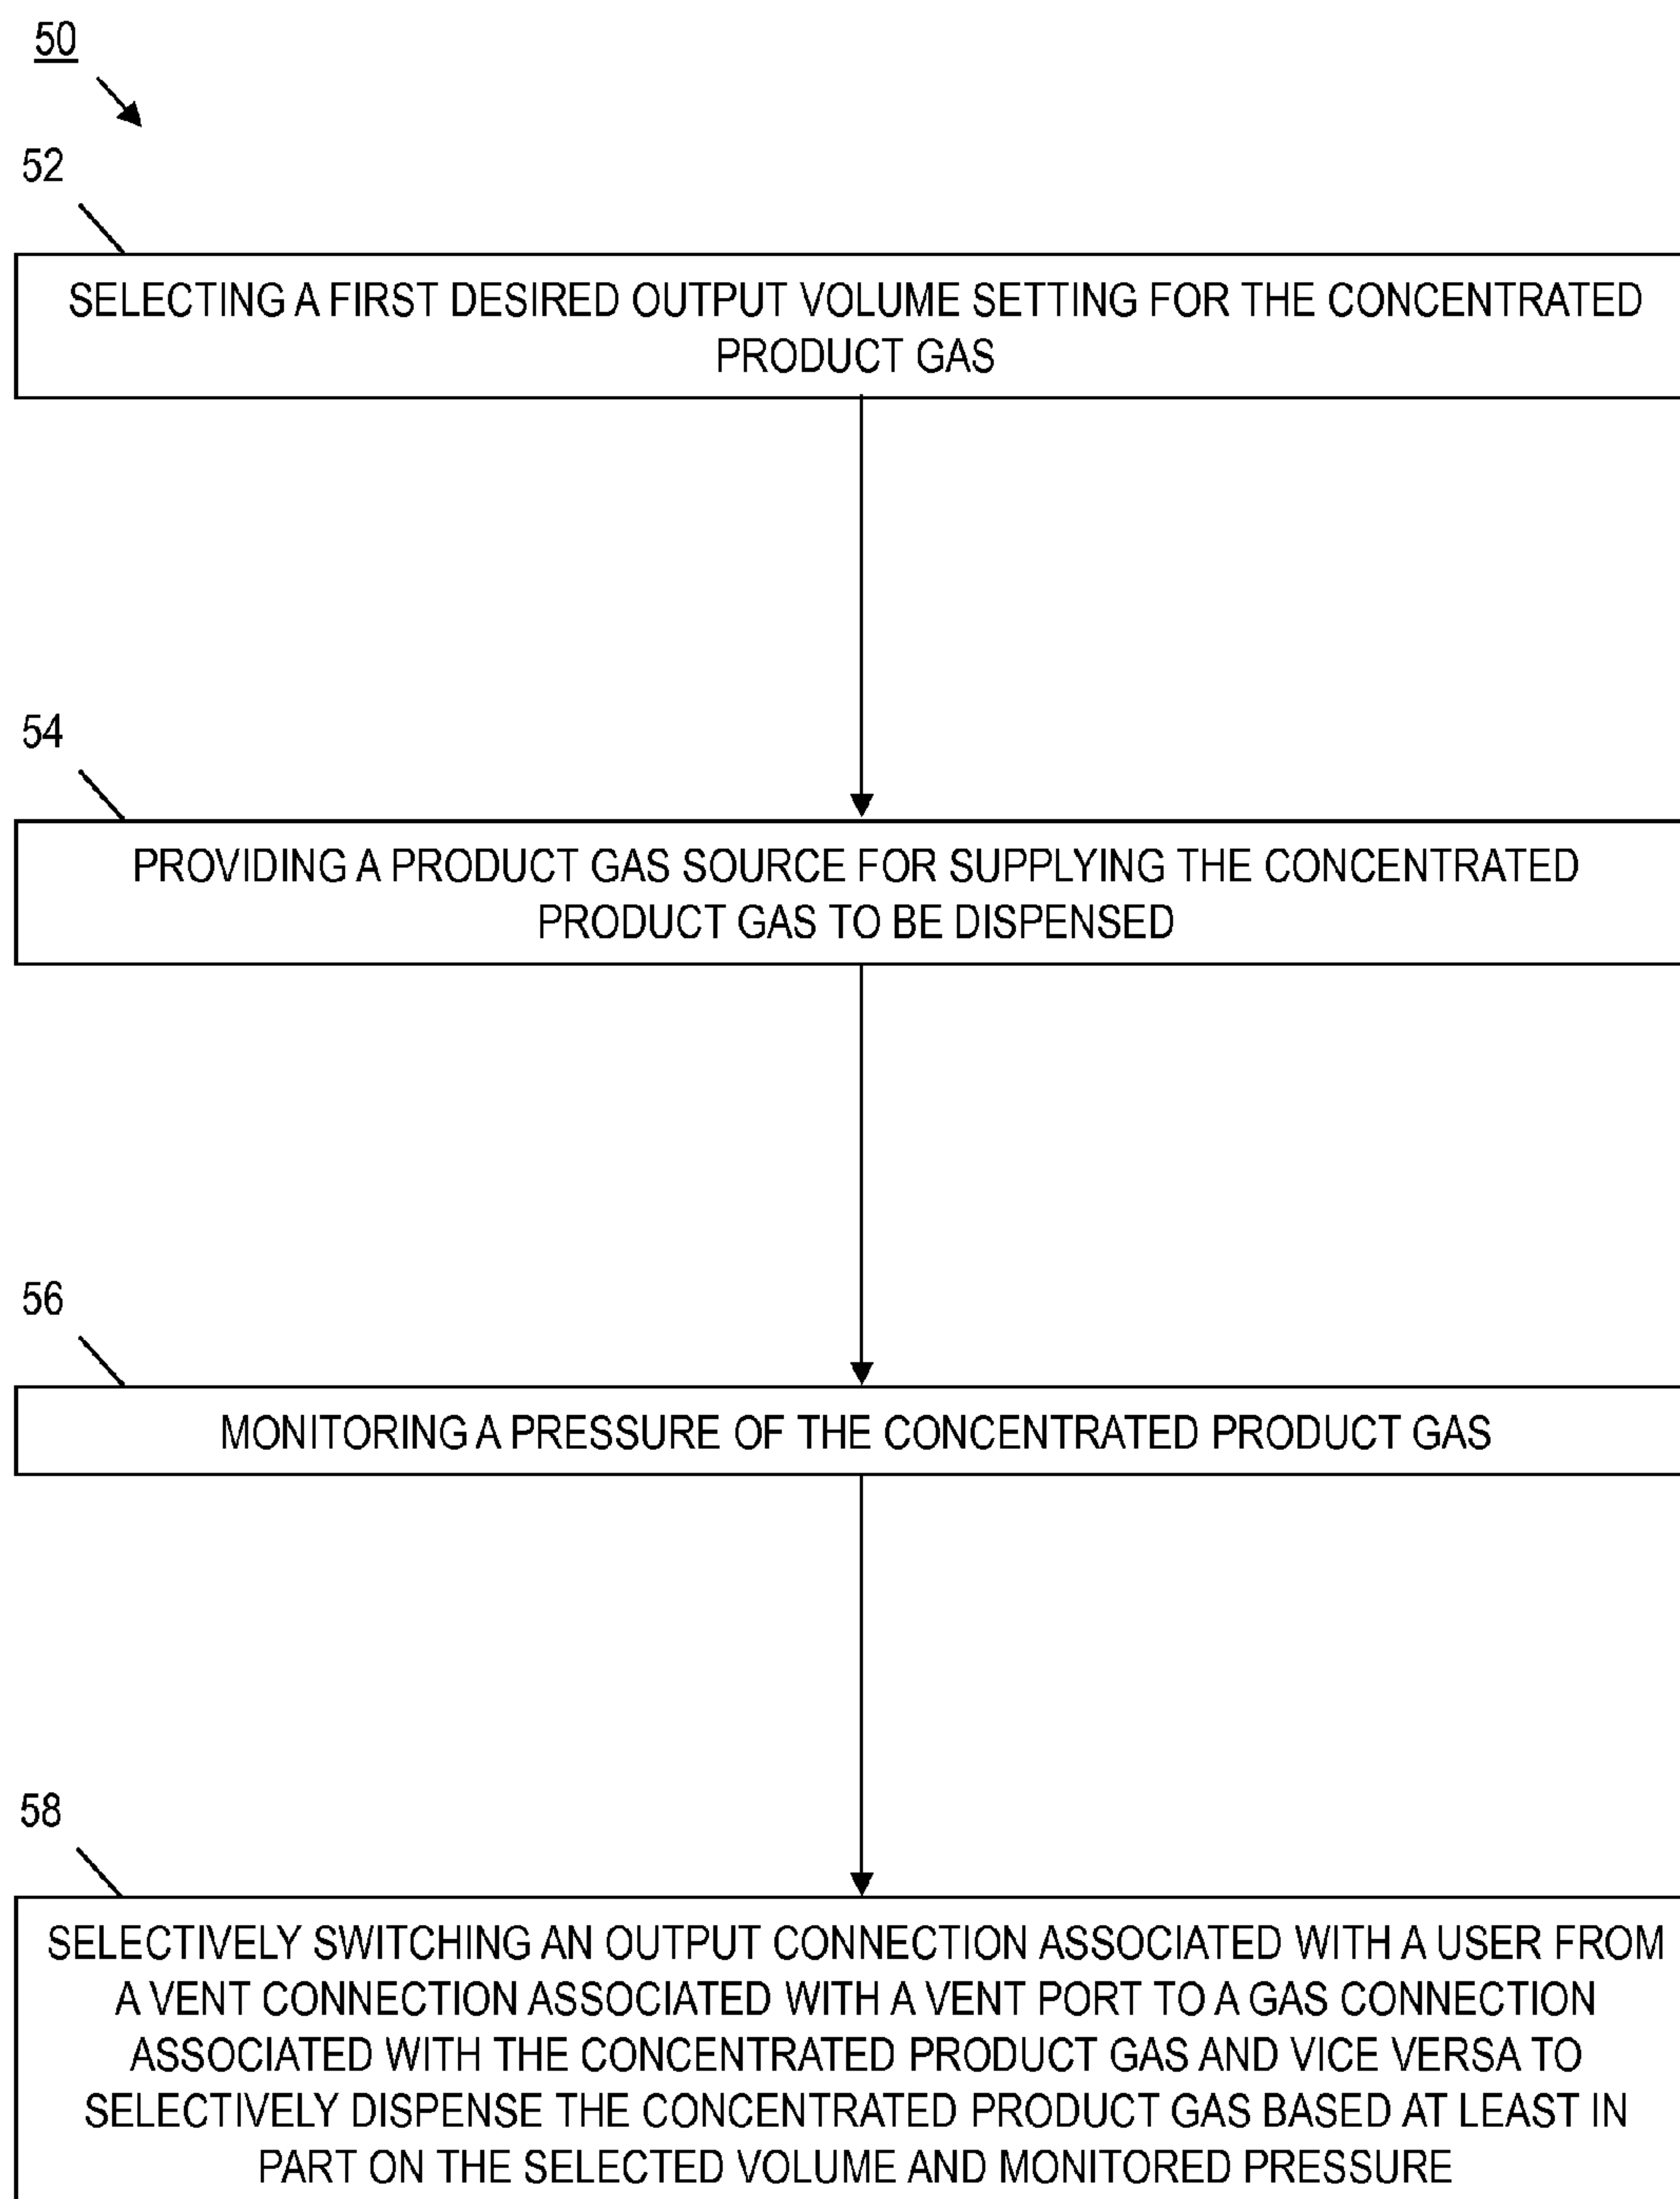 50
52
SELECTING A FIRST DESIRED OUTPUT VOLUME SETTING FOR THE CONCENTRATED
PRODUCT GAS
54
PROVIDING A PRODUCT GAS SOURCE FOR SUPPLYING THE CONCENTRATED
PRODUCT GAS TO BE DISPENSED
56
MONITORING A PRESSURE OF THE CONCENTRATED PRODUCT GAS
58
SELECTIVELY SWITCHING AN OUTPUT CONNECTION ASSOCIATED WITH A USER FROM
A VENT CONNECTION ASSOCIATED WITH A VENT PORT TO A GAS CONNECTION
ASSOCIATED WITH THE CONCENTRATED PRODUCT GAS AND VICE VERSA TO
SELECTIVELY DISPENSE THE CONCENTRATED PRODUCT GAS BASED AT LEAST IN
PART ON THE SELECTED VOLUME AND MONITORED PRESSURE